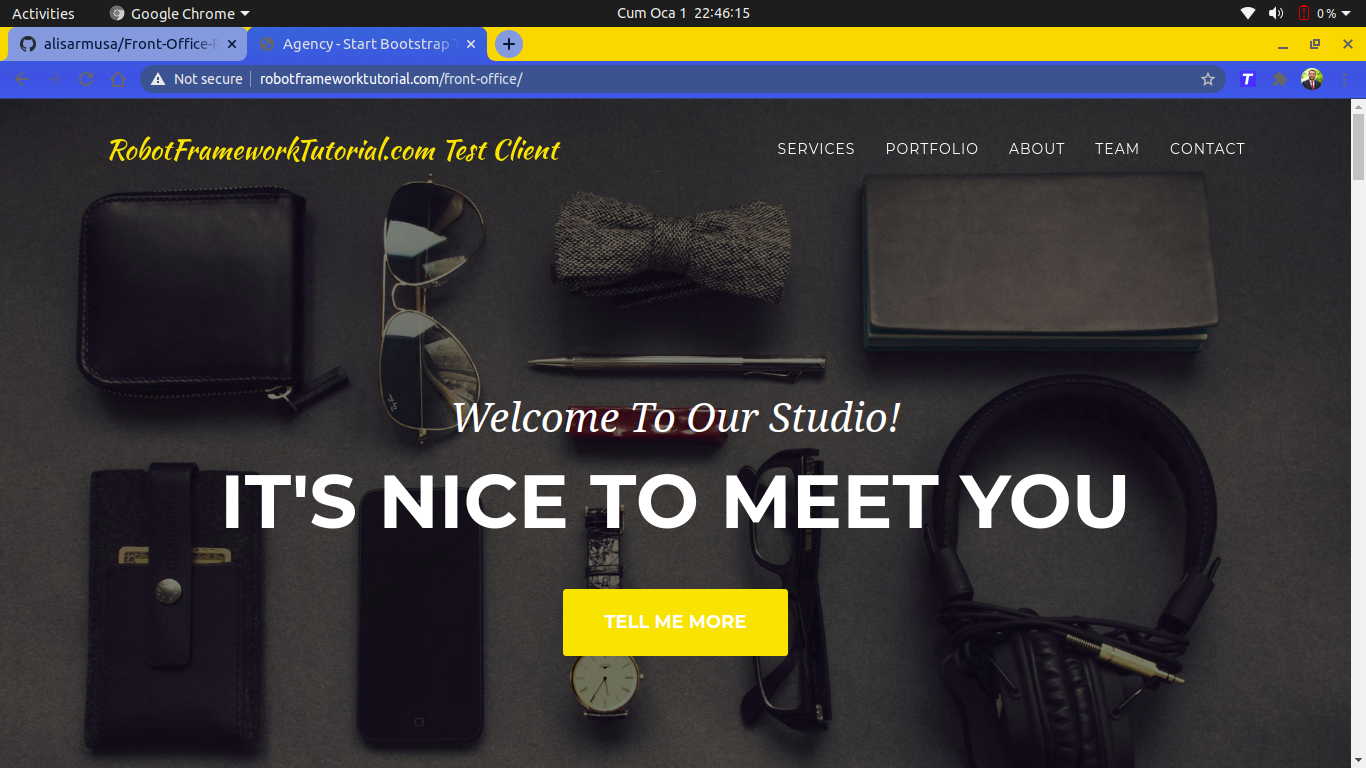 Activities
Google Chrome
Cum Oca 1 22:46:15
0 %
alisarmusa/Front-Office-R
Agency - Start Bootstrap T
Not secure
robotframeworktutorial.com/front-office/
RobotFrameworkTutorial.com Test Client
SERVICES
PORTFOLIO
ABOUT
TEAM
CONTACT
Welcome To Our Studio!
IT'S NICE TO MEET YOU
TELL ME MORE